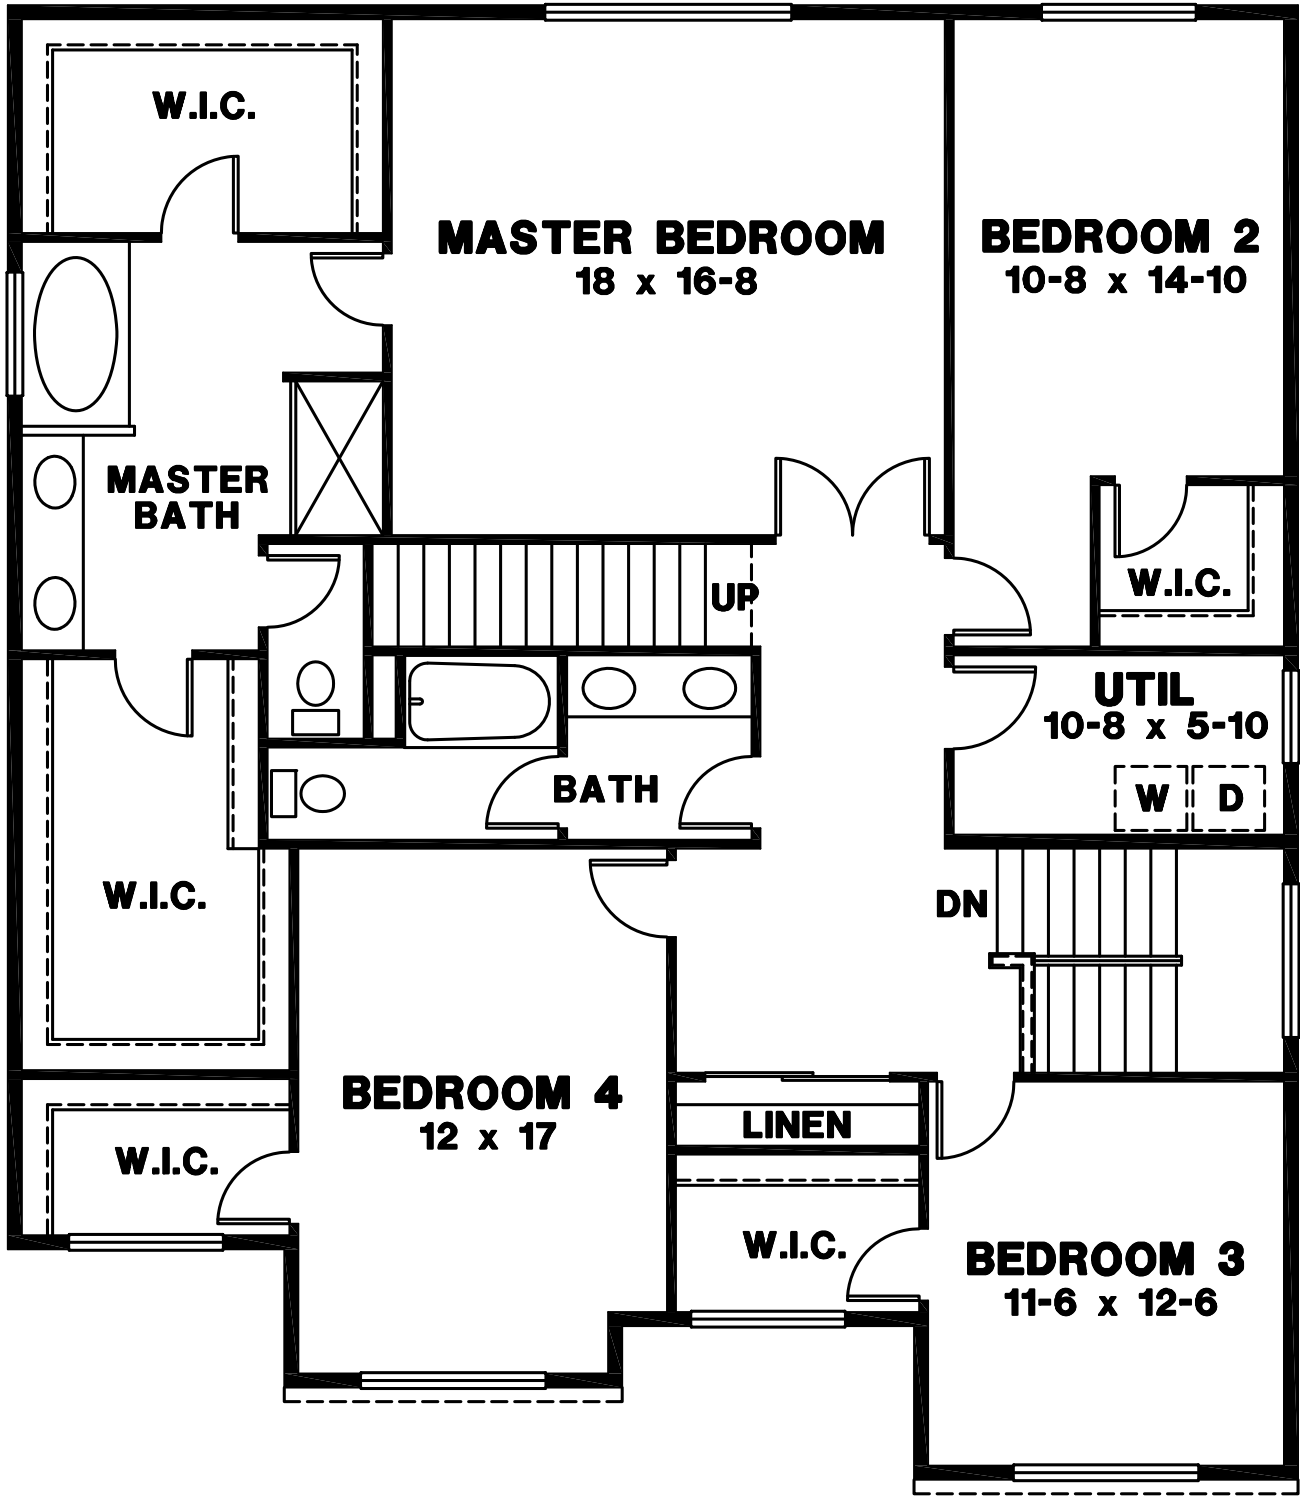 W.I.C.
MASTER BEDROOM
18 x 16-8
BEDROOM 2
10-8 x 14-10
MASTER
BATH
W.I.C.
UP
UTIL
10-8 x 5-10
BATH
W D
W.I.C.
DN
BEDROOM 4
12 x 17
LINEN
W.I.C.
W.I.C.
BEDROOM 3
11-6 x 12-6